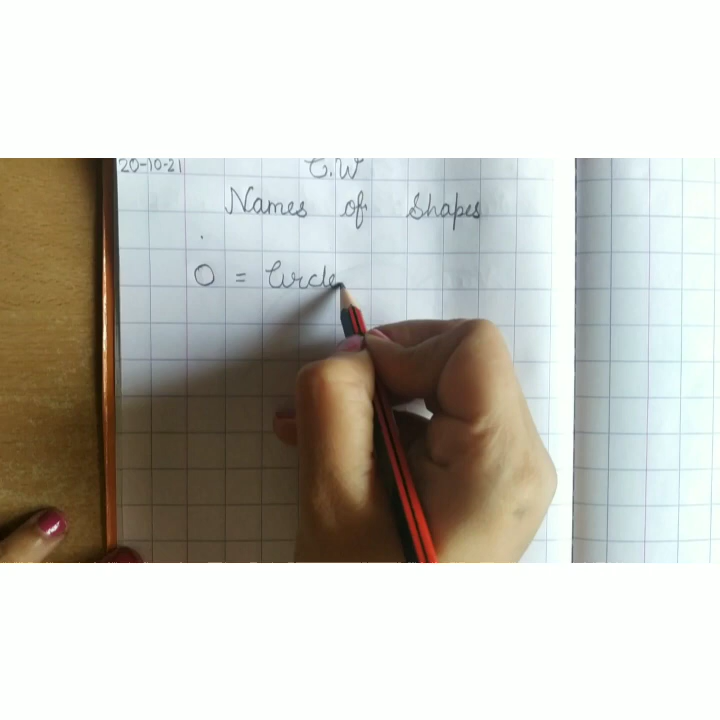 20-10-21
C.W
Names of Shapes
O = Circle